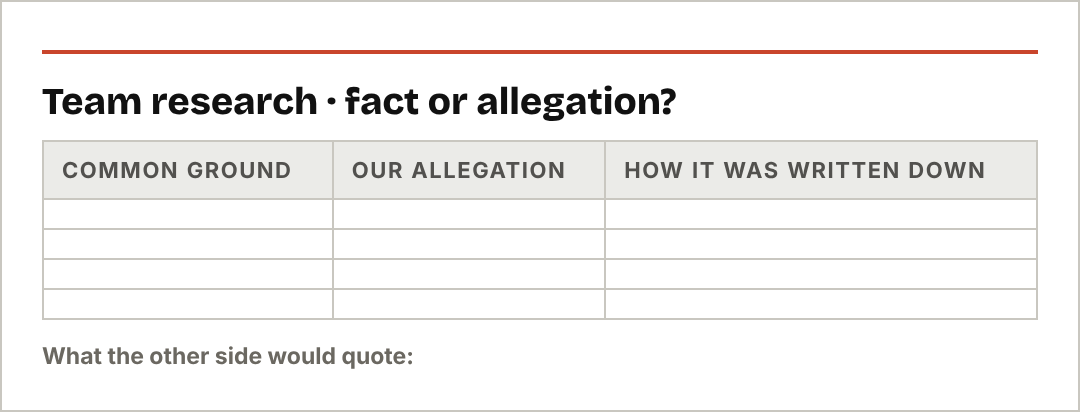 Team research · fact or allegation?
COMMON GROUND OUR ALLEGATION HOW IT WAS WRITTEN DOWN
What the other side would quote: